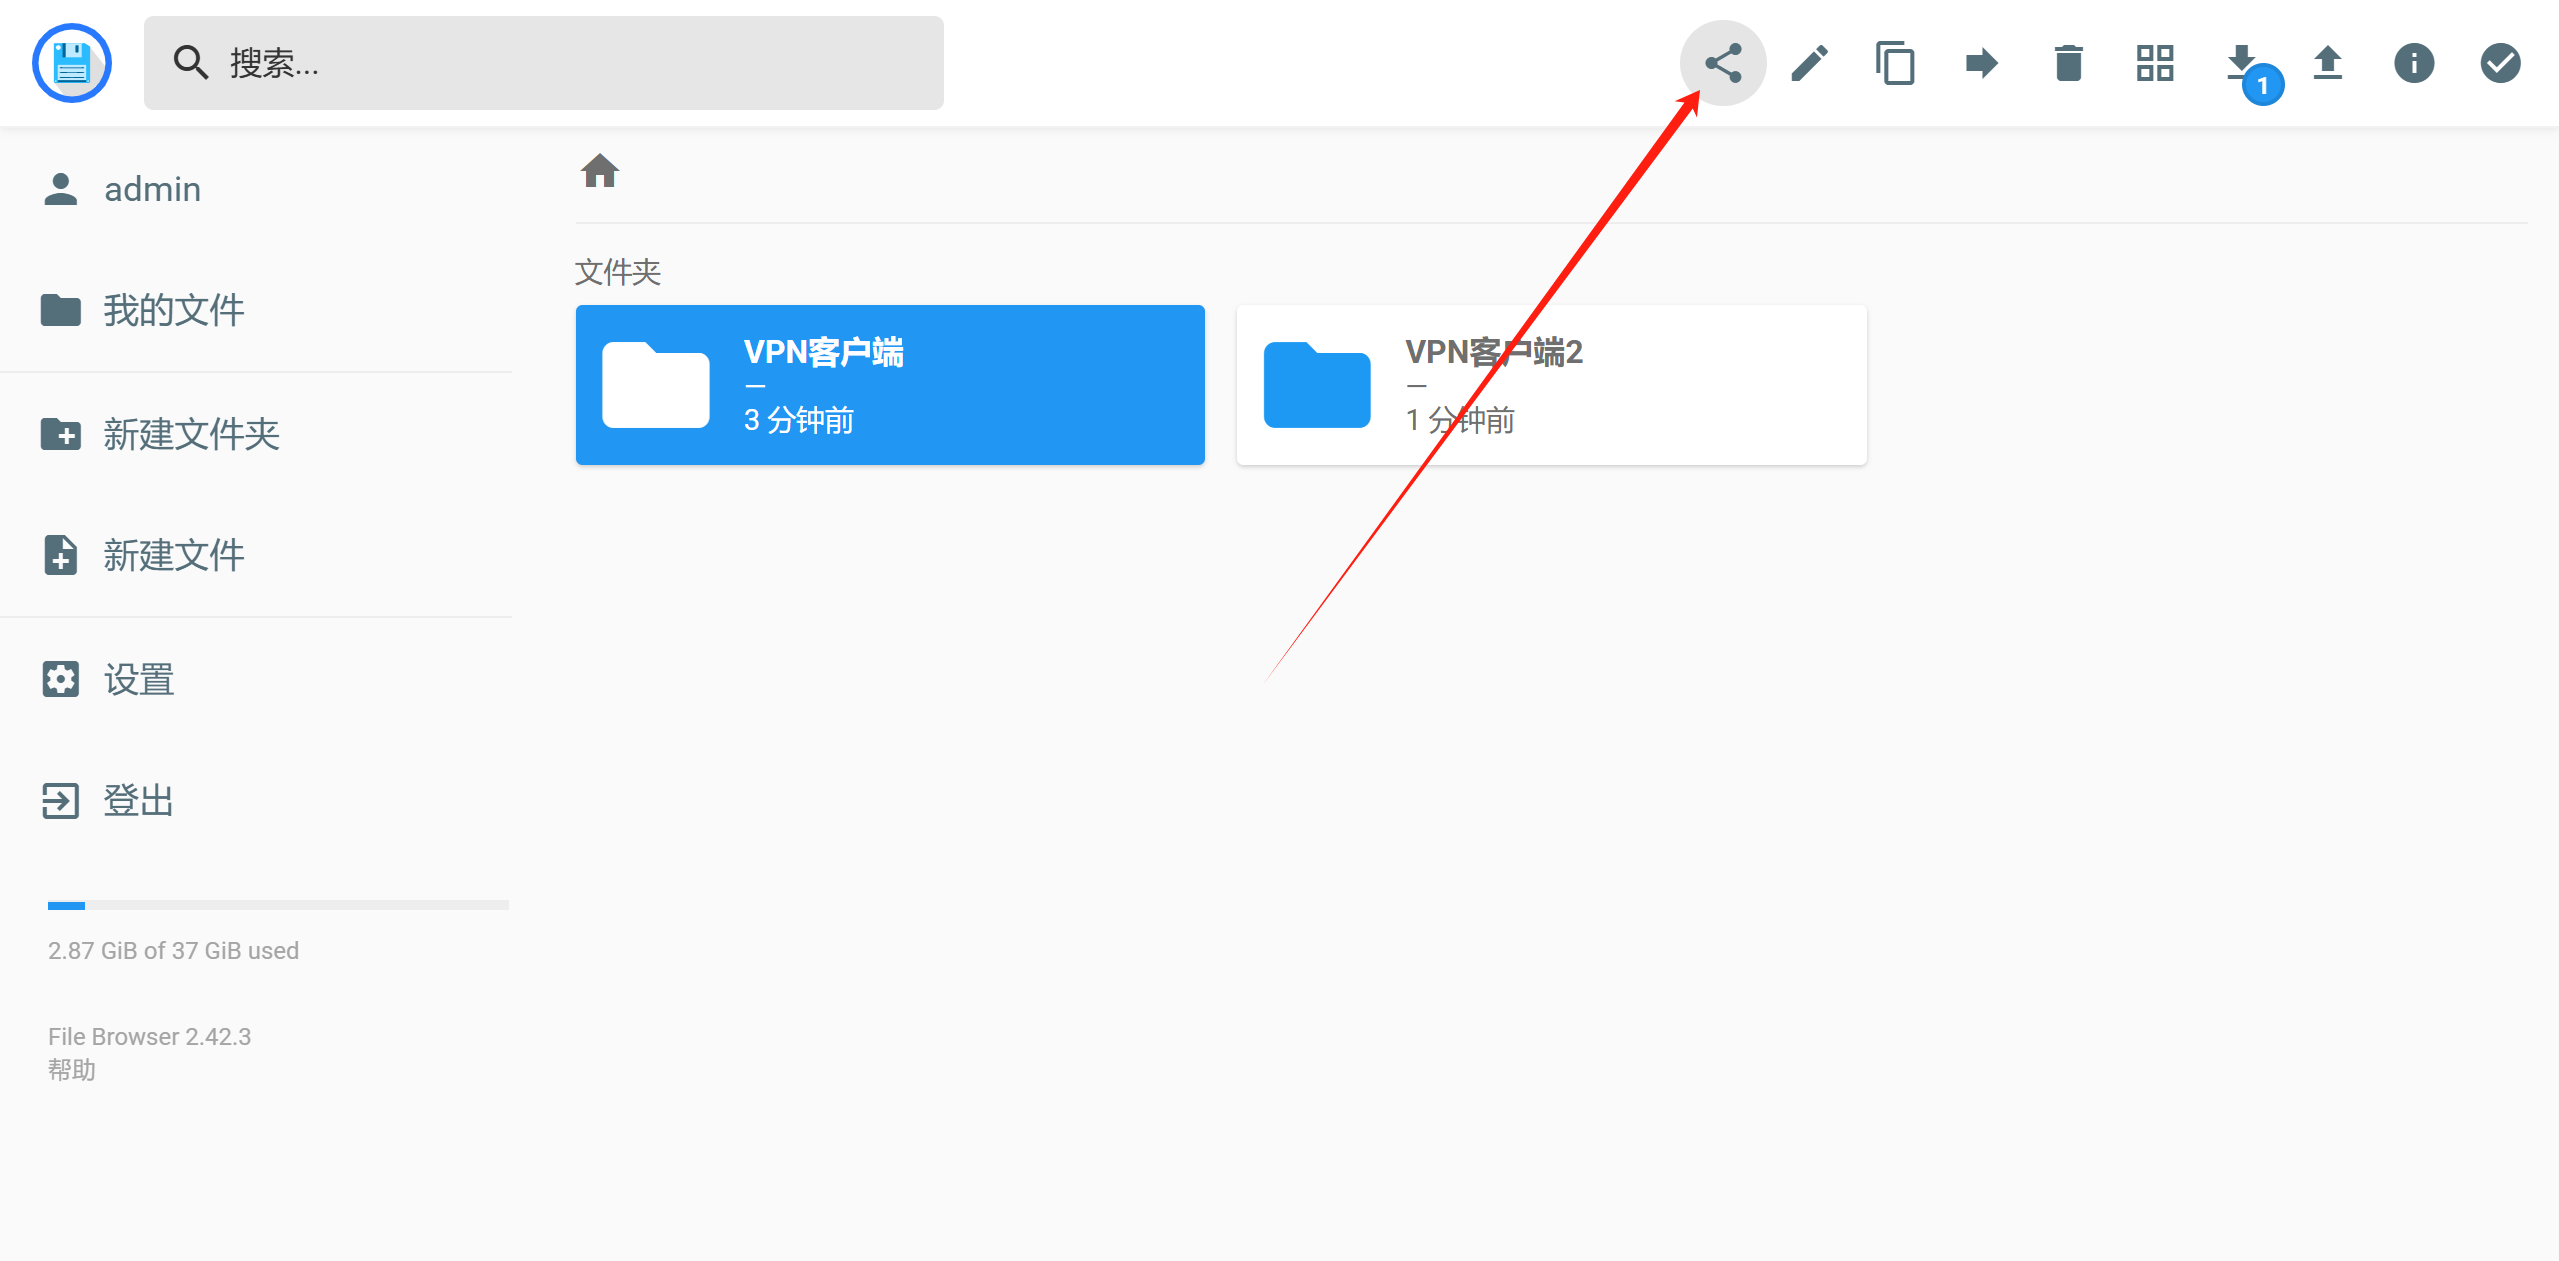 搜索...
1
admin
我的文件
新建文件夹
新建文件
设置
登出
2.87 GiB of 37 GiB used
File Browser 2.42.3
帮助
文件夹
VPN客户端
—
3 分钟前
VPN客户端2
—
1 分钟前